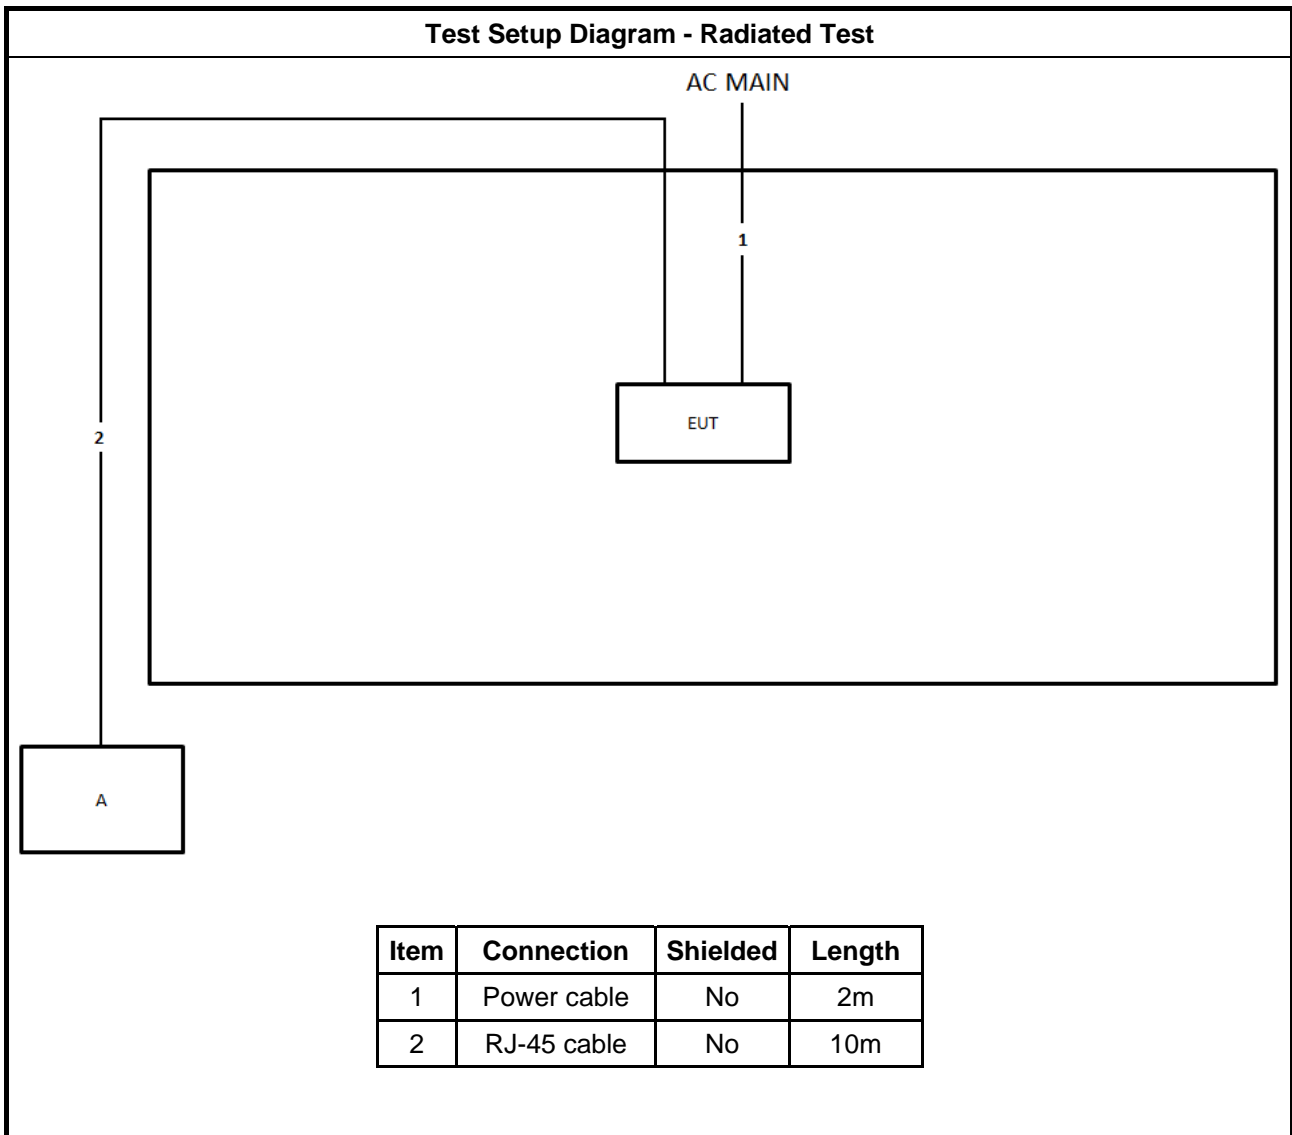 Test Setup Diagram - Radiated Test
AC MAIN
1
EUT
2
A
Item Connection Shielded Length
1 Power cable No 2m
2 RJ-45 cable No 10m